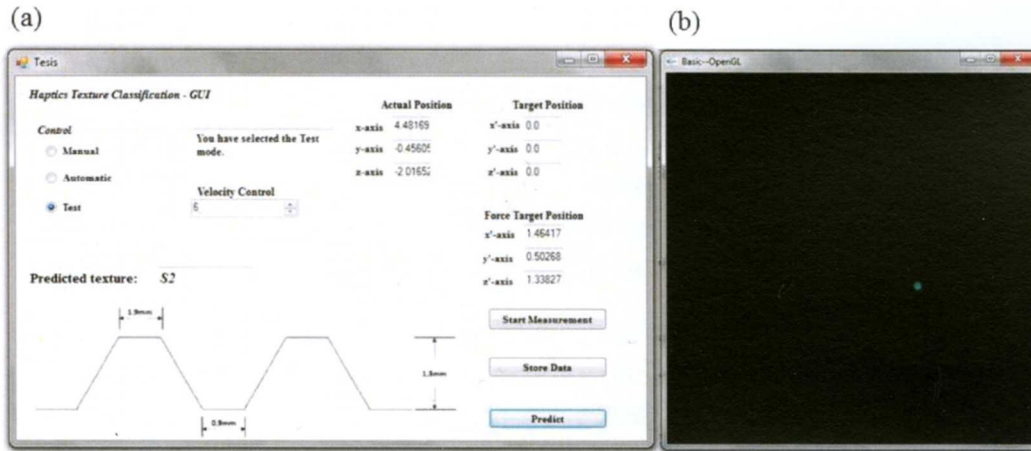 (a)
(b)
Tesis
Haptics Texture Classification - GUI
Control
Manual
Automatic
Test
You have selected the Test
mode.
Velocity Control
6
Actual Position
x-axis 4.48169
y-axis -0.45605
z-axis -2.01652
Target Position
x'-axis 0.0
y'-axis 0.0
z'-axis 0.0
Force Target Position
x'-axis 1.46417
y'-axis 0.50268
z'-axis 1.33827
Predicted texture: S2
1,9mm
1,8mm
0,9mm
Start Measurement
Store Data
Predict
Basic--OpenGL